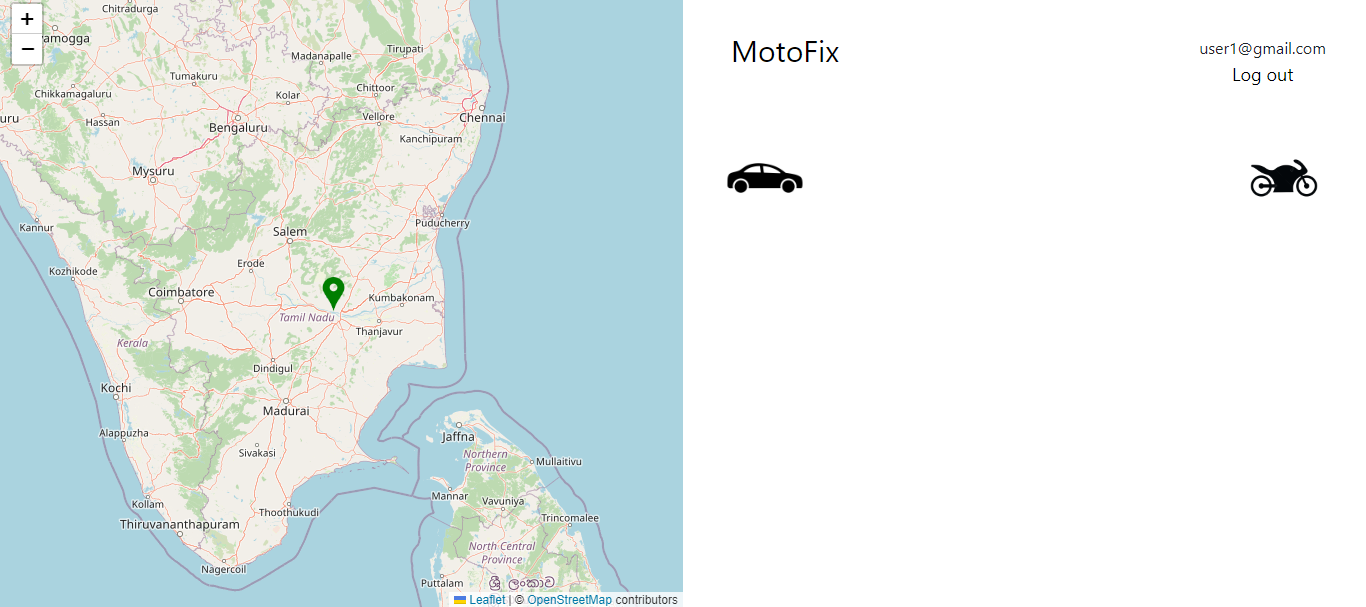 +
−
Chitradurga
amogga
Tirupati
Madanapalle
Tumakuru
Chittoor
Chikkamagaluru
Kolar
Vellore
Chennai
uru
Hassan
Bengaluru
Kanchipuram
Mysuru
Kannur
Puducherry
Salem
Kozhikode
Erode
Coimbatore
Kumbakonam
Tamil Nadu
Thanjavur
Kerala
Dindigul
Kochi
Madurai
Alappuzha
Jaffna
Sivakasi
Northern
Province
Mullaitivu
Mannar
Vavuniya
Kollam
Thoothukudi
Thiruvananthapuram
Trincomalee
North Central
Province
Nagercoil
Puttalam
ශ්‍රී ලංකාව
Leaflet | © OpenStreetMap contributors
MotoFix
user1@gmail.com
Log out